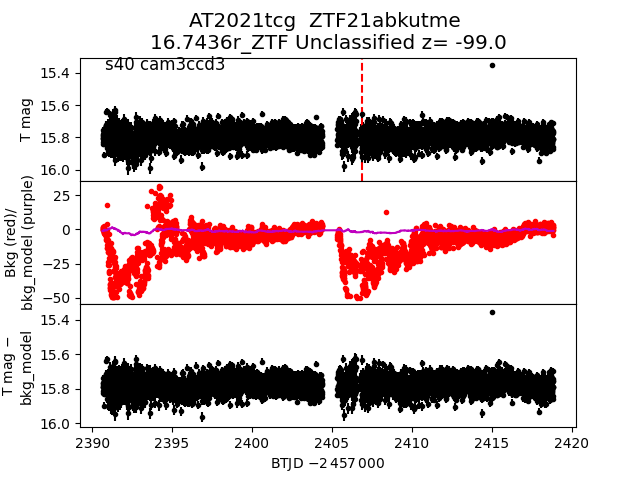 AT2021tcg  ZTF21abkutme
16.7436r_ZTF Unclassified z= -99.0
s40 cam3ccd3
15.4
15.6
15.8
16.0
T mag
25
0
−25
−50
Bkg (red)/
bkg_model (purple)
15.4
15.6
15.8
16.0
T mag −
bkg_model
2390
2395
2400
2405
2410
2415
2420
BTJD −2 457 000